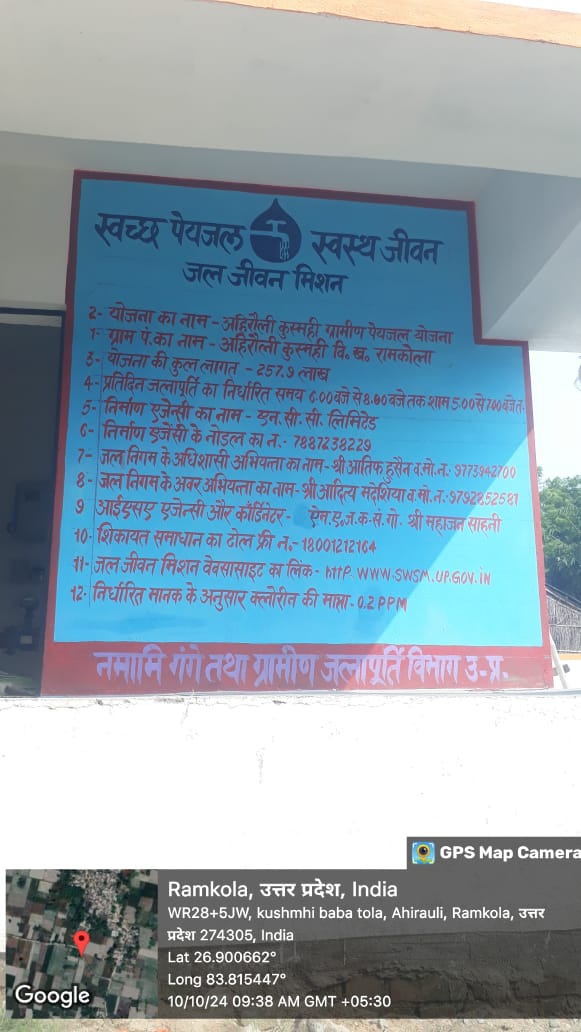 स्वच्छ पेयजल स्वस्थ जीवन
जल जीवन मिशन
2- योजना का नाम - अहिरौली कुस्मही ग्रामीण पेयजल योजना
1- ग्राम पं. का नाम - अहिरौली कुस्मही वि. ख. रामकोला
3- योजना की कुल लागत - 257.9 लाख
4- प्रतिदिन जलापूर्ति का निर्धारित समय 6.00 बजे से 8.00 बजे तक शाम 5:00 से 7:00 बजे त.
5- निर्माण एजेन्सी का नाम - एन. सी. सी. लिमिटेड
6- निर्माण एजेंसी के नोडल का न.- 7887238229
7- जल निगम के अधिशासी अभियन्ता का नाम - श्री आतिफ हुसैन व. मो. न. 9773942700
8- जल निगम के अवर अभियन्ता का नाम - श्री आदित्य मदेशिया व. मो. न. 9792852581
9 आईएसए एजेन्सी और कॉर्डिनेटर - एम. ए. ज. क. सं. गो. श्री महाजन साहनी
10- शिकायत समाधान का टोल फ्री न.- 18001212164
11- जल जीवन मिशन वेवसासाइट का लिंक - http. WWW.SWSM.UP.GOV.IN
12- निर्धारित मानक के अनुसार क्लोरीन की मात्रा - 0.2 PPM
नमामि गंगे तथा ग्रामीण जलापूर्ति विभाग उ-प्र-
GPS Map Camera
Ramkola, उत्तर प्रदेश, India
WR28+5JW, kushmhi baba tola, Ahirauli, Ramkola, उत्तर
प्रदेश 274305, India
Lat 26.900662°
Long 83.815447°
10/10/24 09:38 AM GMT +05:30
Google